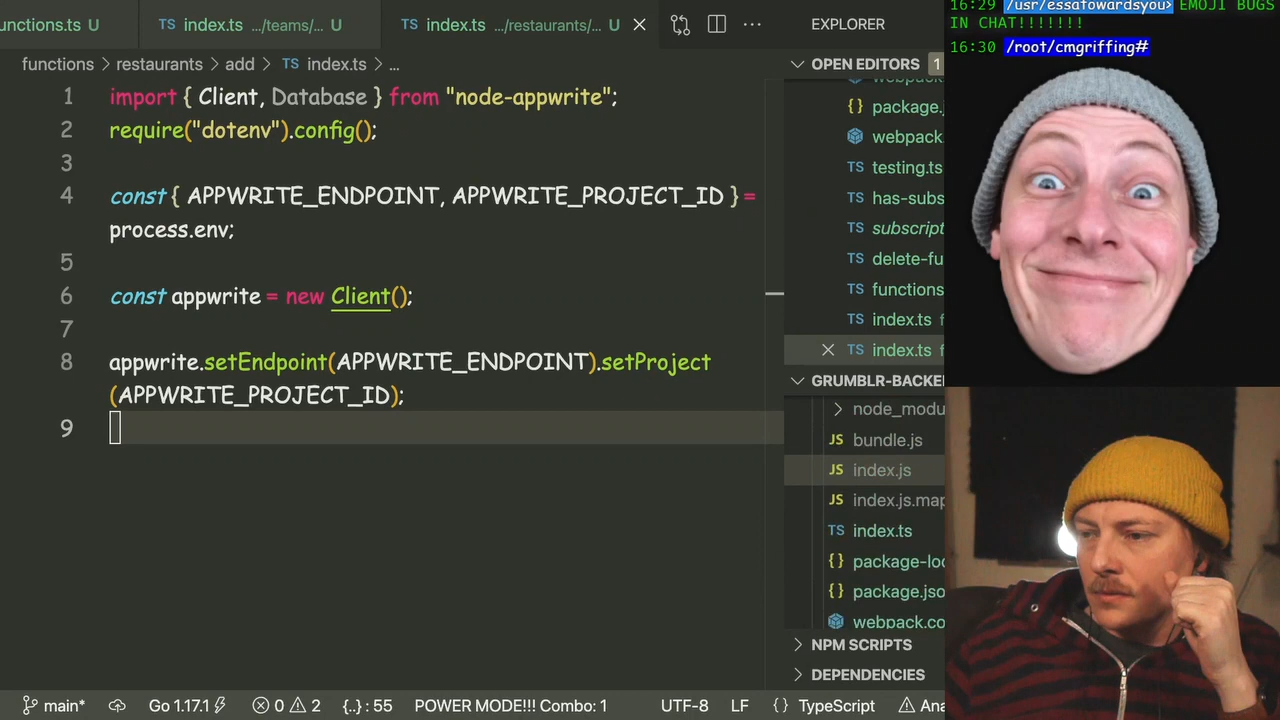 unctions.ts U
TS index.ts .../teams/... U
TS index.ts .../restaurants/... U
functions > restaurants > add > TS index.ts > ...
1 import { Client, Database } from "node-appwrite";
2 require("dotenv").config();
3
4 const { APPWRITE_ENDPOINT, APPWRITE_PROJECT_ID } =
process.env;
5
6 const appwrite = new Client();
7
8 appwrite.setEndpoint(APPWRITE_ENDPOINT).setProject
(APPWRITE_PROJECT_ID);
9
EXPLORER
OPEN EDITORS 1
{} package.j
webpack.
TS testing.ts
TS has-subs
TS subscript
TS delete-fu
TS functions
TS index.ts f
TS index.ts f
GRUMBLR-BACKE
node_modu
JS bundle.js
JS index.js
JS index.js.map
TS index.ts
{} package-loc
{} package.jso
webpack.co
NPM SCRIPTS
DEPENDENCIES
16:29 /usr/essatowardsyou> EMOJI BUGS
IN CHAT!!!!!!!
16:30 /root/cmgriffing#
main* Go 1.17.1 0 2 {..} : 55 POWER MODE!!! Combo: 1 UTF-8 LF {} TypeScript Ana